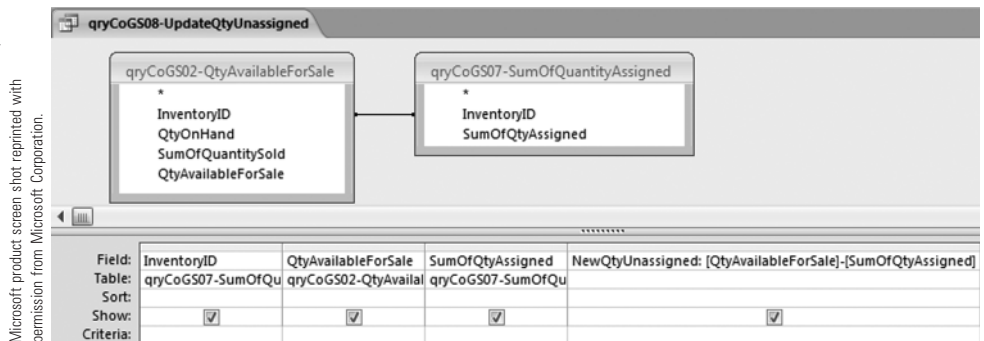 Microsoft product screen shot reprinted with
permission from Microsoft Corporation.
qryCoGS08-UpdateQtyUnassigned
qryCoGS02-QtyAvailableForSale
*
InventoryID
QtyOnHand
SumOfQuantitySold
QtyAvailableForSale
qryCoGS07-SumOfQuantityAssigned
*
InventoryID
SumOfQtyAssigned
Field: InventoryID QtyAvailableForSale SumOfQtyAssigned NewQtyUnassigned: [QtyAvailableForSale]-[SumOfQtyAssigned]
Table: qryCoGS07-SumOfQu qryCoGS02-QtyAvailal qryCoGS07-SumOfQu
Sort:
Show:
Criteria: